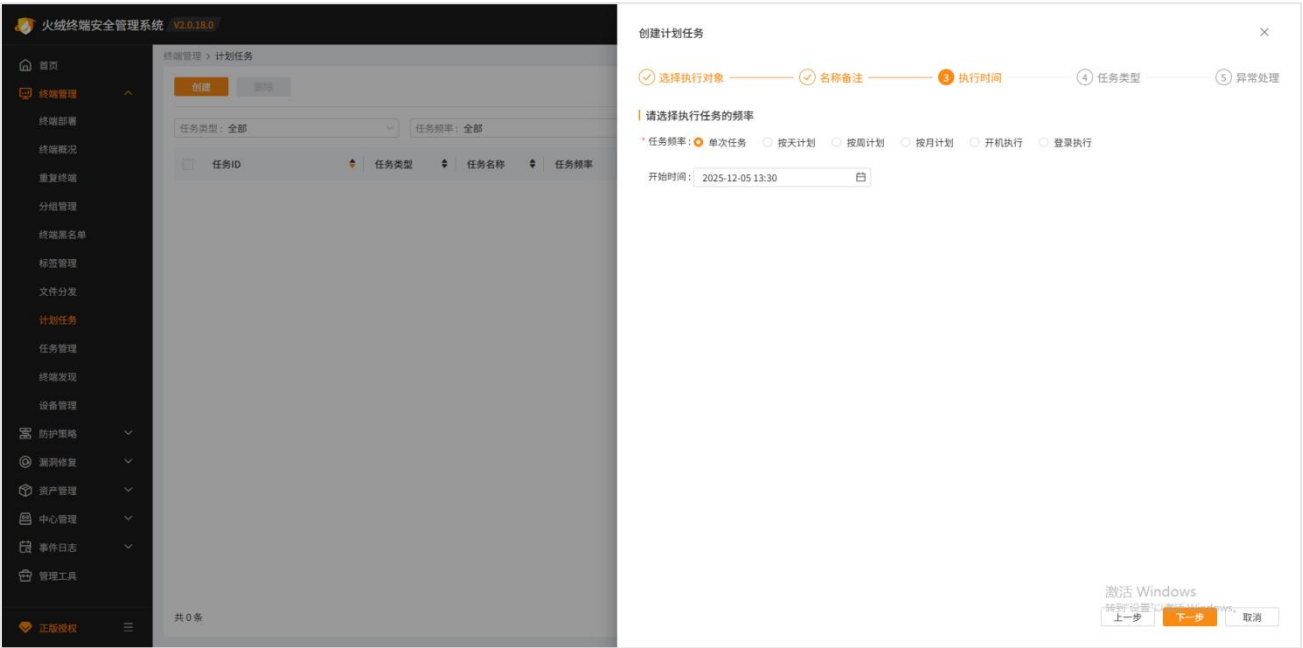 火绒终端安全管理系统 V2.0.18.0
首页
终端管理
终端部署
终端概况
重复终端
分组管理
终端黑名单
标签管理
文件分发
计划任务
任务管理
终端发现
设备管理
防护策略
漏洞修复
资产管理
中心管理
事件日志
管理工具
正版授权
终端管理 > 计划任务
创建 删除
任务类型: 全部 任务频率: 全部
任务ID 任务类型 任务名称 任务频率
共 0 条
创建计划任务
选择执行对象 名称备注 3 执行时间 4 任务类型 5 异常处理
请选择执行任务的频率
* 任务频率: 单次任务 按天计划 按周计划 按月计划 开机执行 登录执行
开始时间: 2025-12-05 13:30
激活 Windows
转到"设置"以激活 Windows。
上一步 下一步 取消